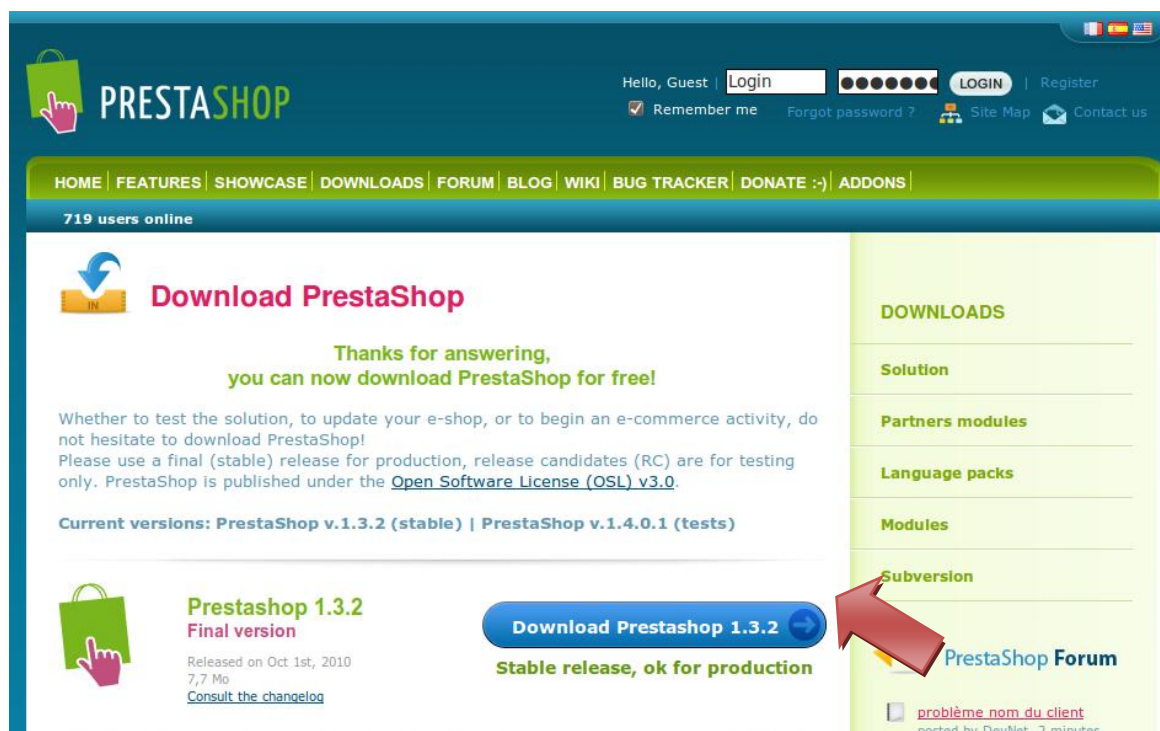 PRESTASHOP
Hello, Guest | Login LOGIN | Register
Remember me Forgot password ? Site Map Contact us
HOME | FEATURES | SHOWCASE | DOWNLOADS | FORUM | BLOG | WIKI | BUG TRACKER | DONATE :-) | ADDONS |
719 users online
IN
Download PrestaShop
Thanks for answering,
you can now download PrestaShop for free!
Whether to test the solution, to update your e-shop, or to begin an e-commerce activity, do
not hesitate to download PrestaShop!
Please use a final (stable) release for production, release candidates (RC) are for testing
only. PrestaShop is published under the Open Software License (OSL) v3.0.
Current versions: PrestaShop v.1.3.2 (stable) | PrestaShop v.1.4.0.1 (tests)
Prestashop 1.3.2
Final version
Released on Oct 1st, 2010
7,7 Mo
Consult the changelog
Download Prestashop 1.3.2
Stable release, ok for production
DOWNLOADS
Solution
Partners modules
Language packs
Modules
Subversion
PrestaShop Forum
problème nom du client
posted by DevNet, 2 minutes